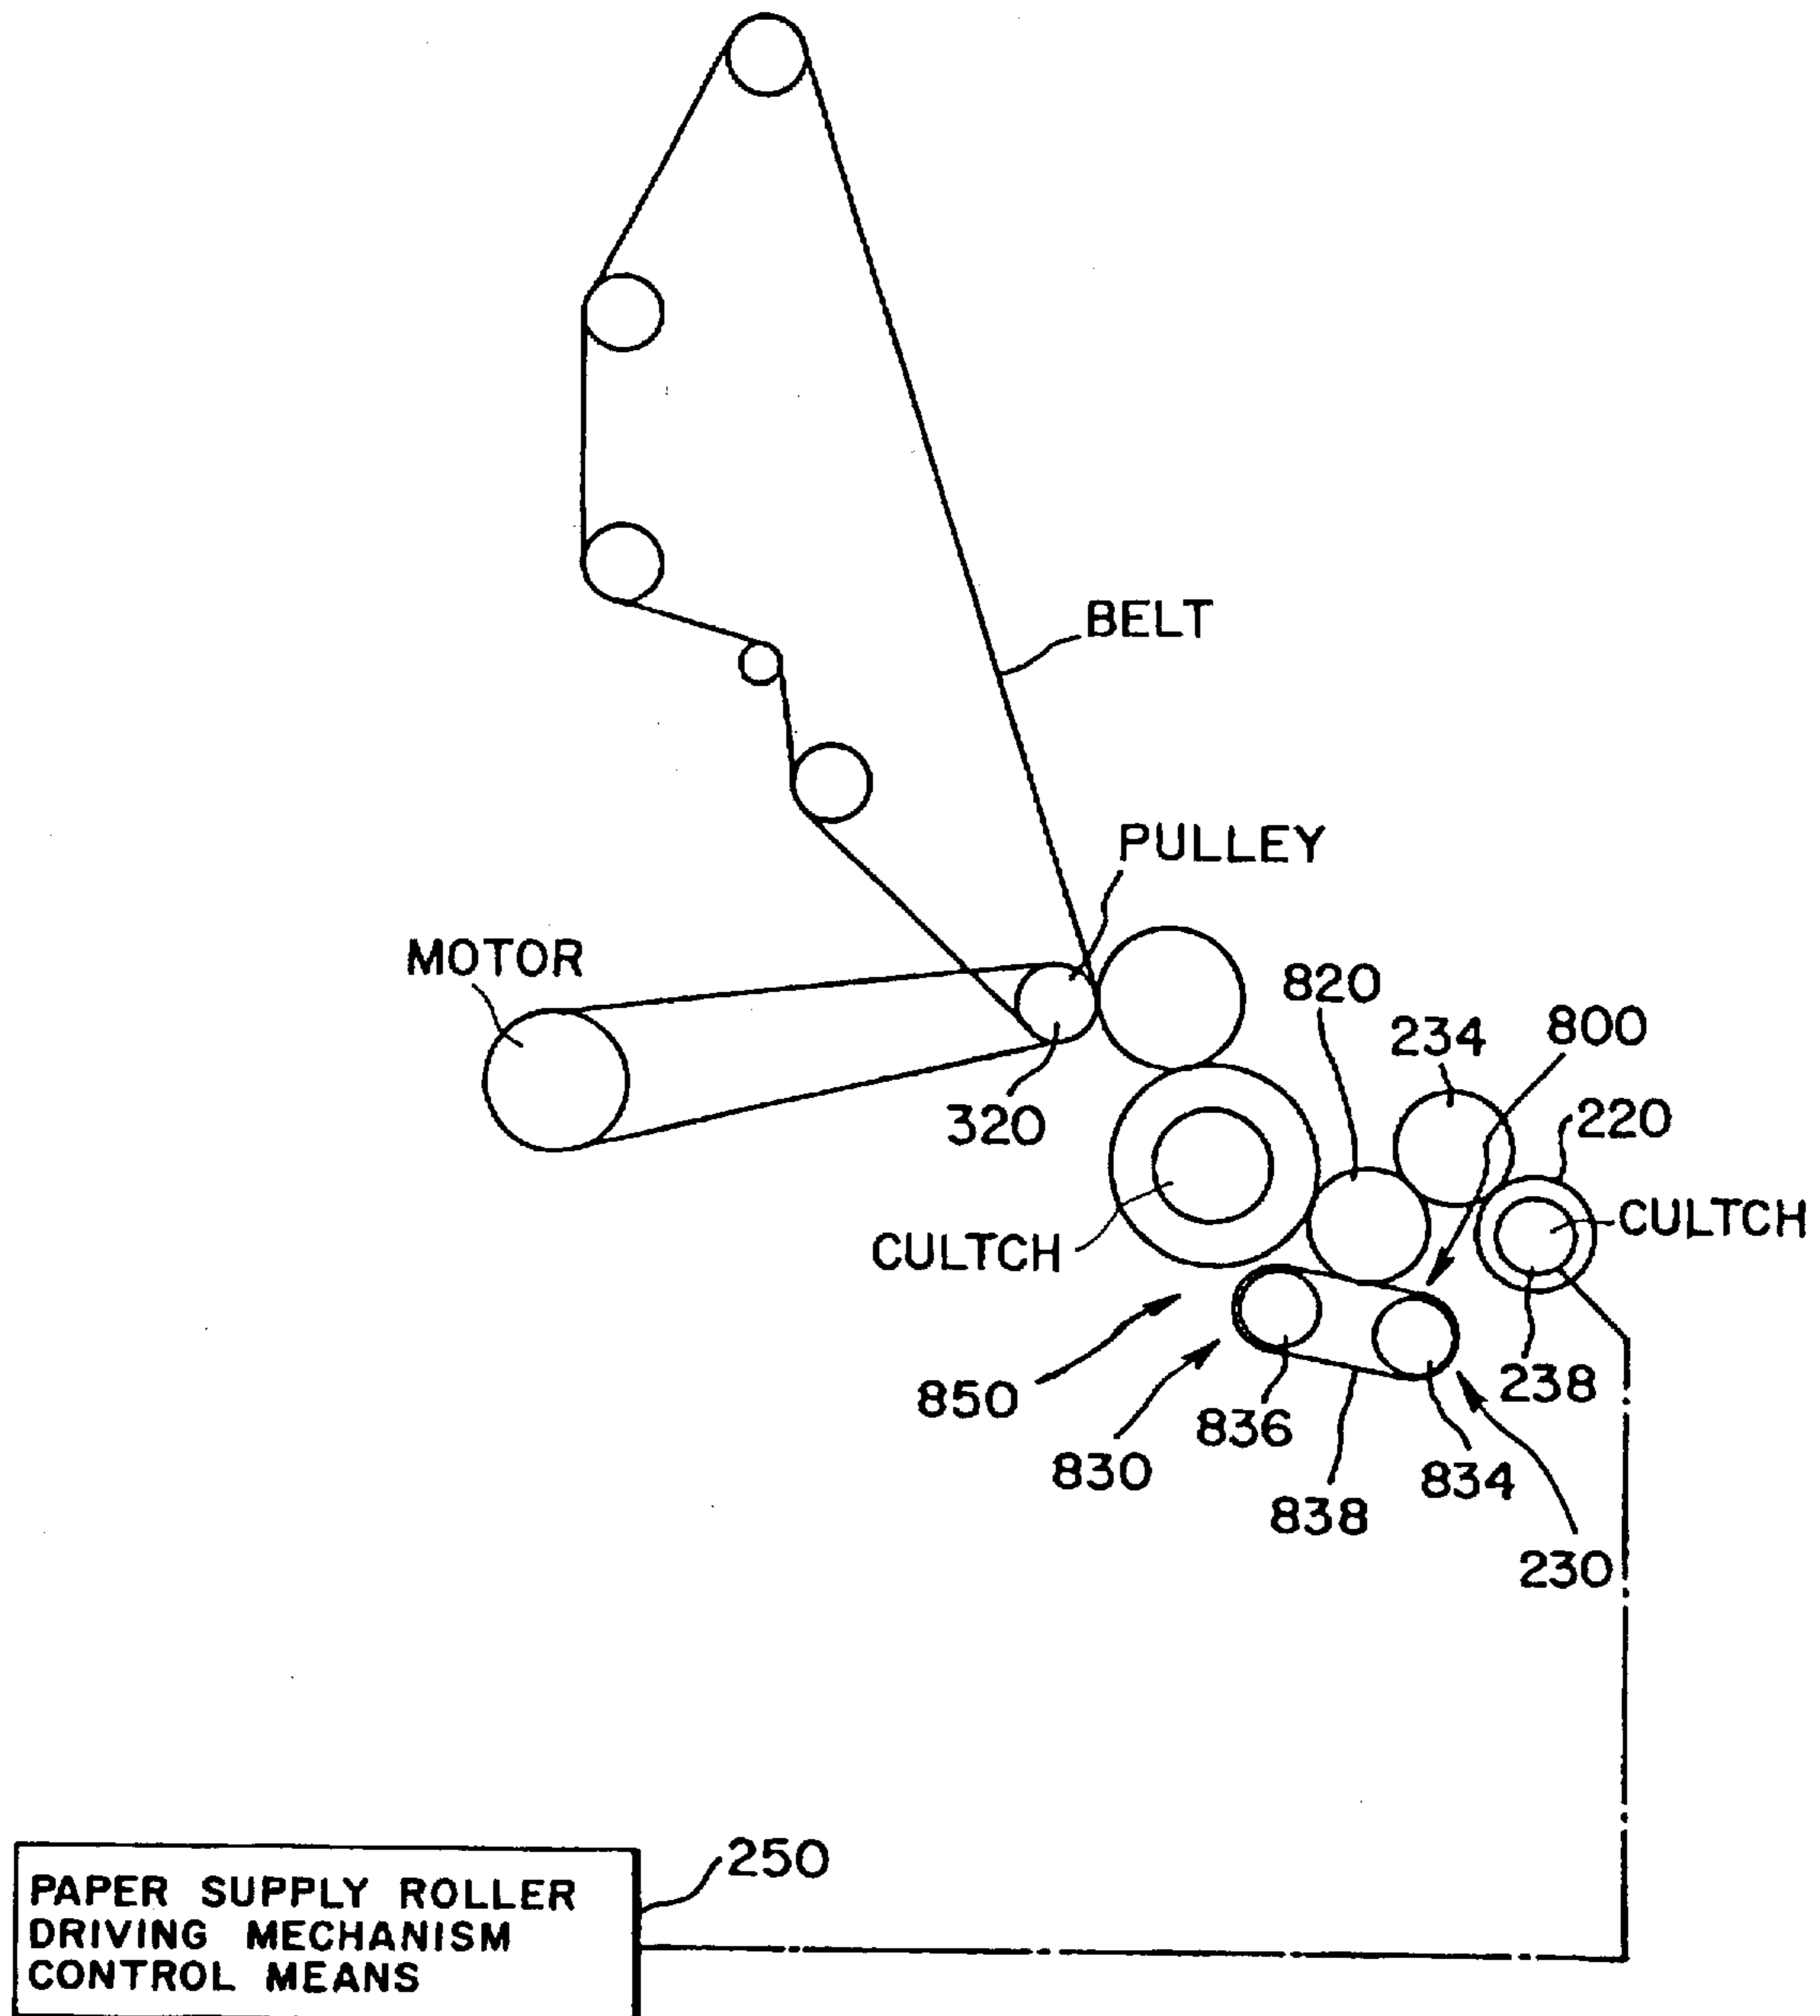 BELT
PULLEY
MOTOR
820
800
234
320
220
CULTCH
CULTCH
850
836
238
830
834
838
230
250
PAPER SUPPLY ROLLER
DRIVING MECHANISM
CONTROL MEANS